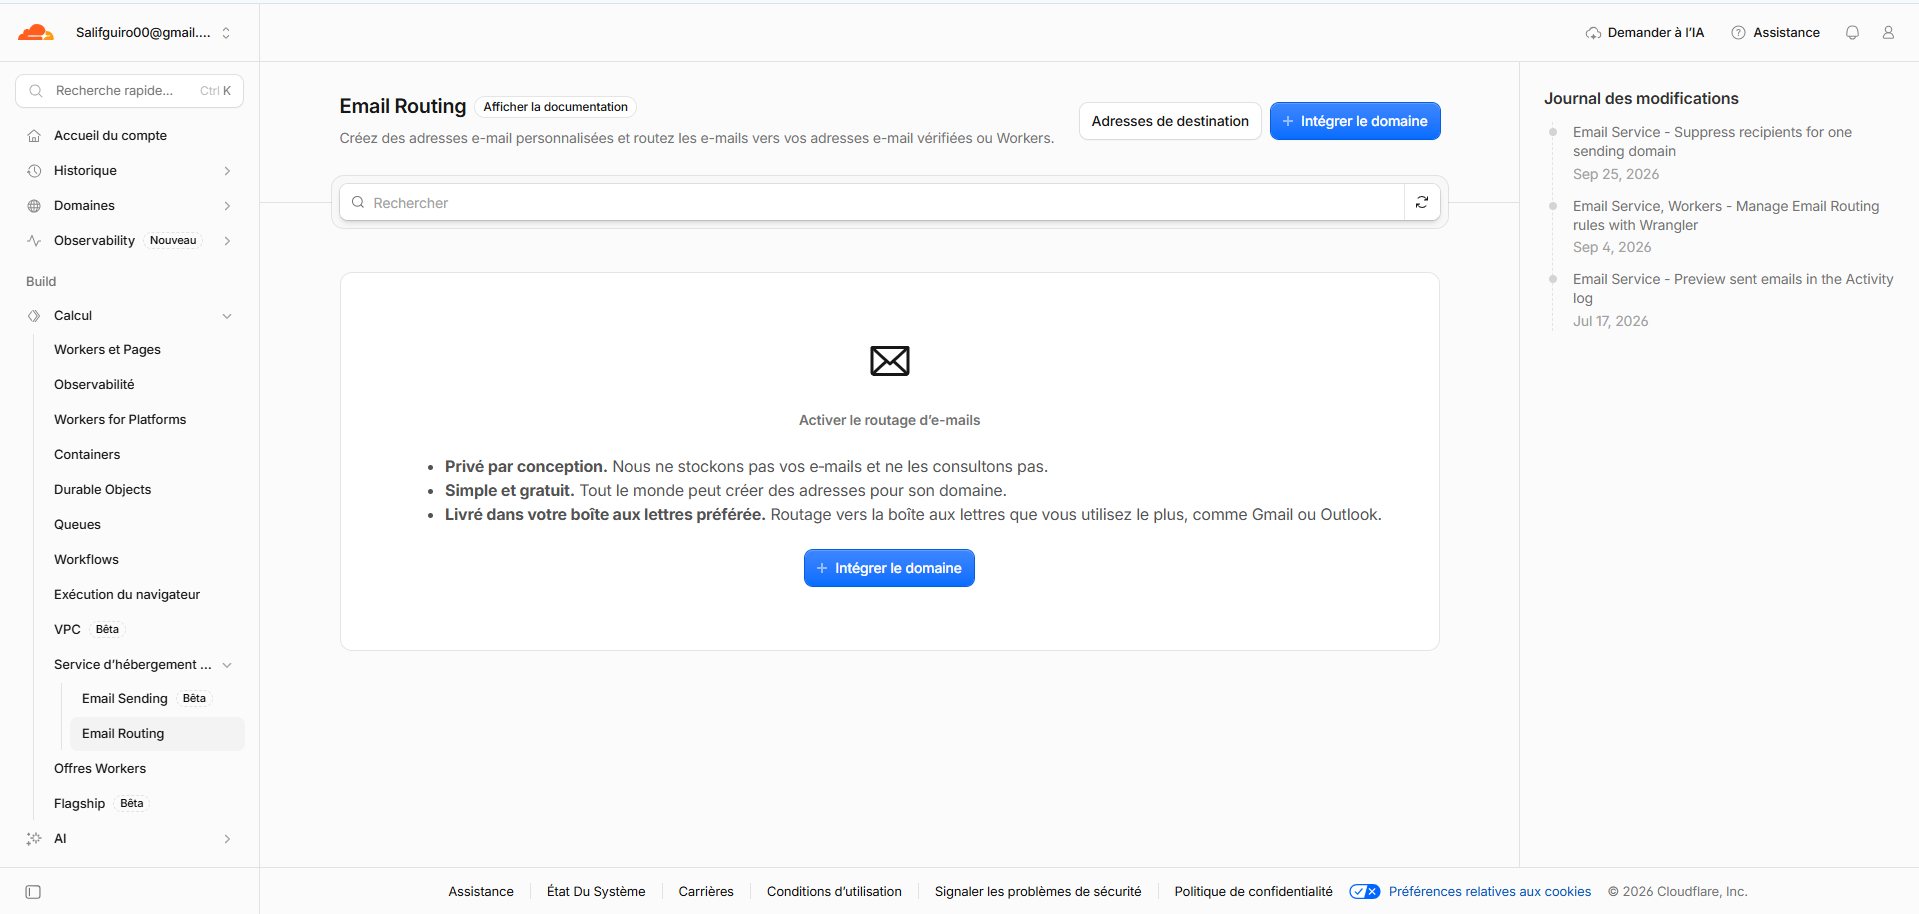 Salifguiro00@gmail....
Demander à l'IA
Assistance
Recherche rapide...
Ctrl K
Accueil du compte
Historique
Domaines
Observability Nouveau
Build
Calcul
Workers et Pages
Observabilité
Workers for Platforms
Containers
Durable Objects
Queues
Workflows
Exécution du navigateur
VPC Bêta
Service d'hébergement ...
Email Sending Bêta
Email Routing
Offres Workers
Flagship Bêta
AI
Email Routing Afficher la documentation
Créez des adresses e-mail personnalisées et routez les e-mails vers vos adresses e-mail vérifiées ou Workers.
Adresses de destination
+ Intégrer le domaine
Rechercher
Activer le routage d'e-mails
• Privé par conception. Nous ne stockons pas vos e-mails et ne les consultons pas.
• Simple et gratuit. Tout le monde peut créer des adresses pour son domaine.
• Livré dans votre boîte aux lettres préférée. Routage vers la boîte aux lettres que vous utilisez le plus, comme Gmail ou Outlook.
+ Intégrer le domaine
Journal des modifications
Email Service - Suppress recipients for one
sending domain
Sep 25, 2026
Email Service, Workers - Manage Email Routing
rules with Wrangler
Sep 4, 2026
Email Service - Preview sent emails in the Activity
log
Jul 17, 2026
Assistance
État Du Système
Carrières
Conditions d'utilisation
Signaler les problèmes de sécurité
Politique de confidentialité
Préférences relatives aux cookies
© 2026 Cloudflare, Inc.